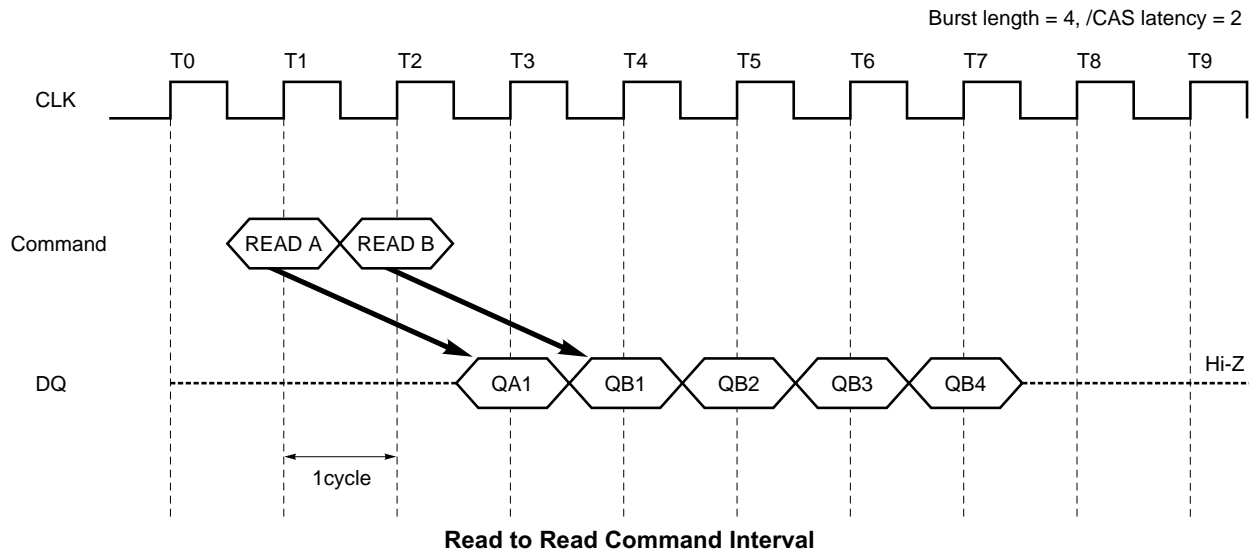 Burst length = 4, /CAS latency = 2
T0 T1 T2 T3 T4 T5 T6 T7 T8 T9
CLK
Command READ A READ B
Hi-Z
DQ QA1 QB1 QB2 QB3 QB4
1cycle
Read to Read Command Interval